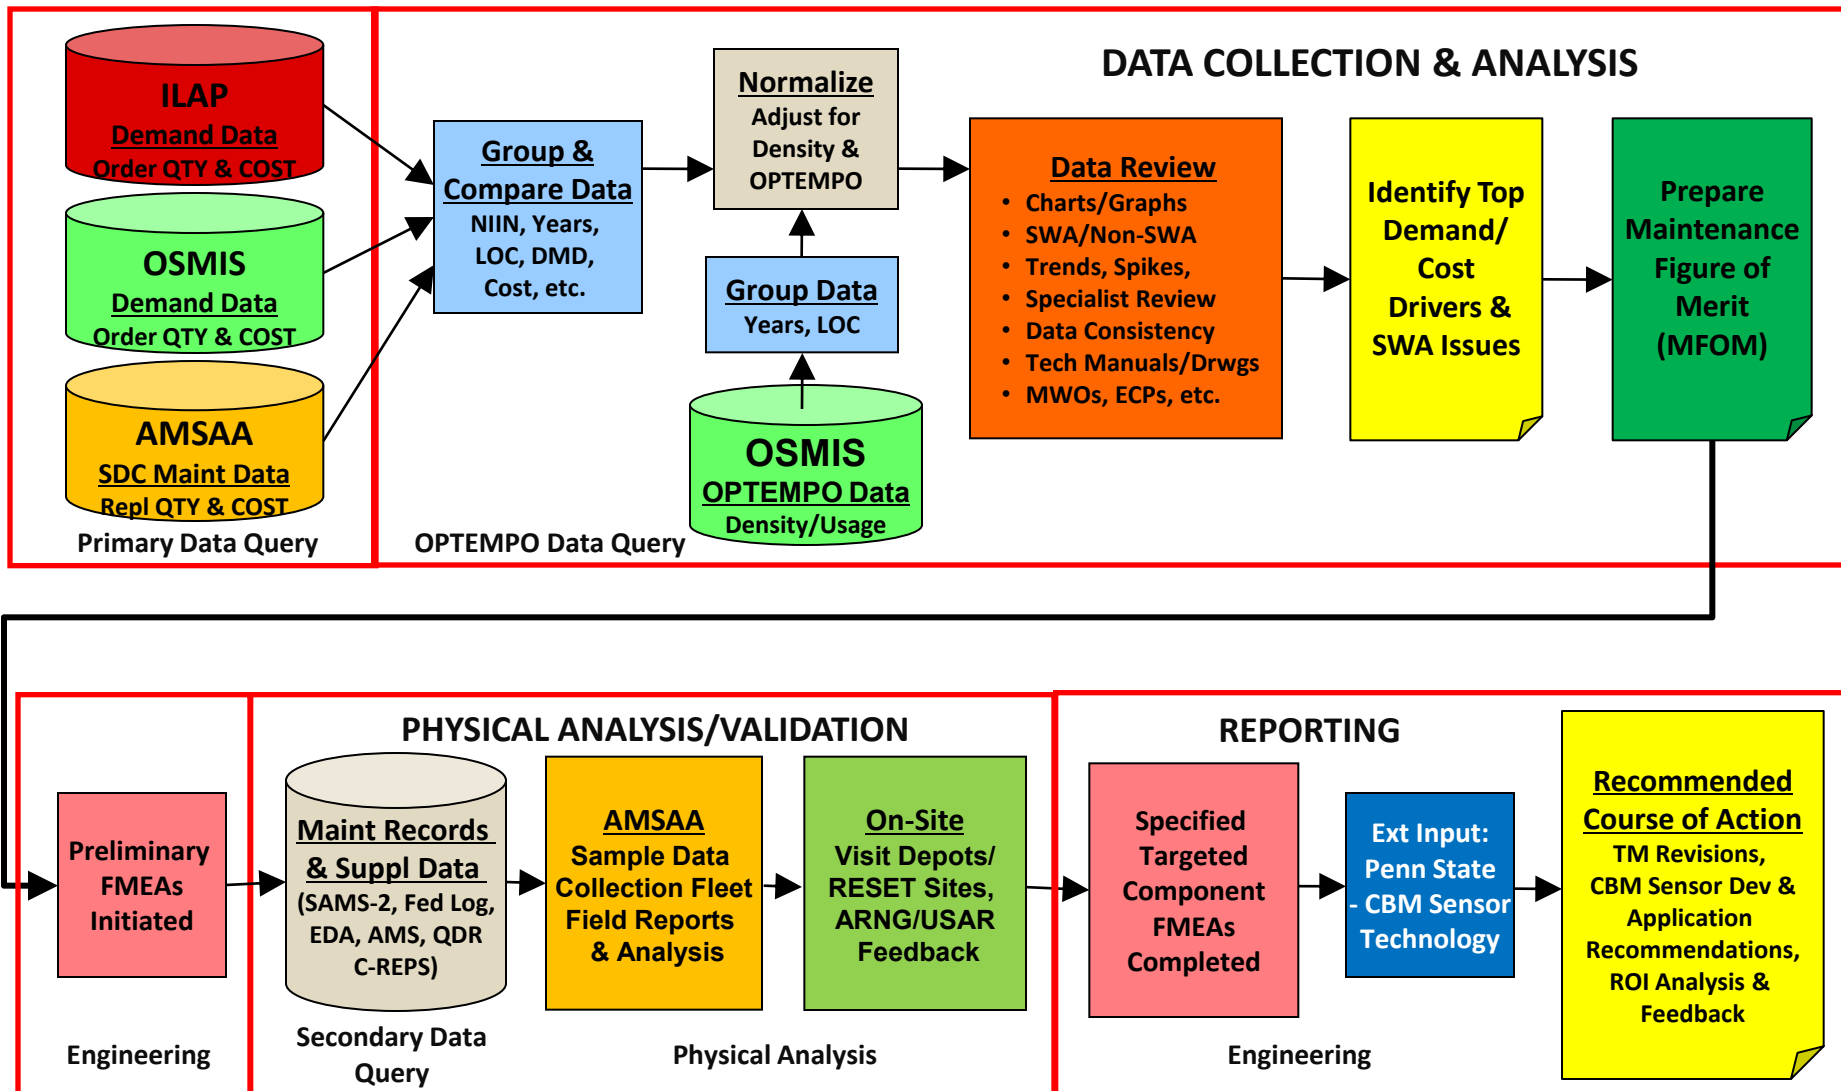 DATA COLLECTION & ANALYSIS
ILAP
Demand Data
Order QTY & COST
OSMIS
Demand Data
Order QTY & COST
AMSAA
SDC Maint Data
Repl QTY & COST
Primary Data Query
Group &
Compare Data
NIIN, Years,
LOC, DMD,
Cost, etc.
Normalize
Adjust for
Density &
OPTEMPO
Group Data
Years, LOC
OSMIS
OPTEMPO Data
Density/Usage
OPTEMPO Data Query
Data Review
• Charts/Graphs
• SWA/Non-SWA
• Trends, Spikes,
• Specialist Review
• Data Consistency
• Tech Manuals/Drwgs
• MWOs, ECPs, etc.
Identify Top
Demand/
Cost
Drivers &
SWA Issues
Prepare
Maintenance
Figure of
Merit
(MFOM)
Preliminary
FMEAs
Initiated
Engineering
PHYSICAL ANALYSIS/VALIDATION
Maint Records
& Suppl Data
(SAMS-2, Fed Log,
EDA, AMS, QDR
C-REPS)
Secondary Data
Query
AMSAA
Sample Data
Collection Fleet
Field Reports
& Analysis
On-Site
Visit Depots/
RESET Sites,
ARNG/USAR
Feedback
Physical Analysis
REPORTING
Specified
Targeted
Component
FMEAs
Completed
Ext Input:
Penn State
- CBM Sensor
Technology
Recommended
Course of Action
TM Revisions,
CBM Sensor Dev &
Application
Recommendations,
ROI Analysis &
Feedback
Engineering